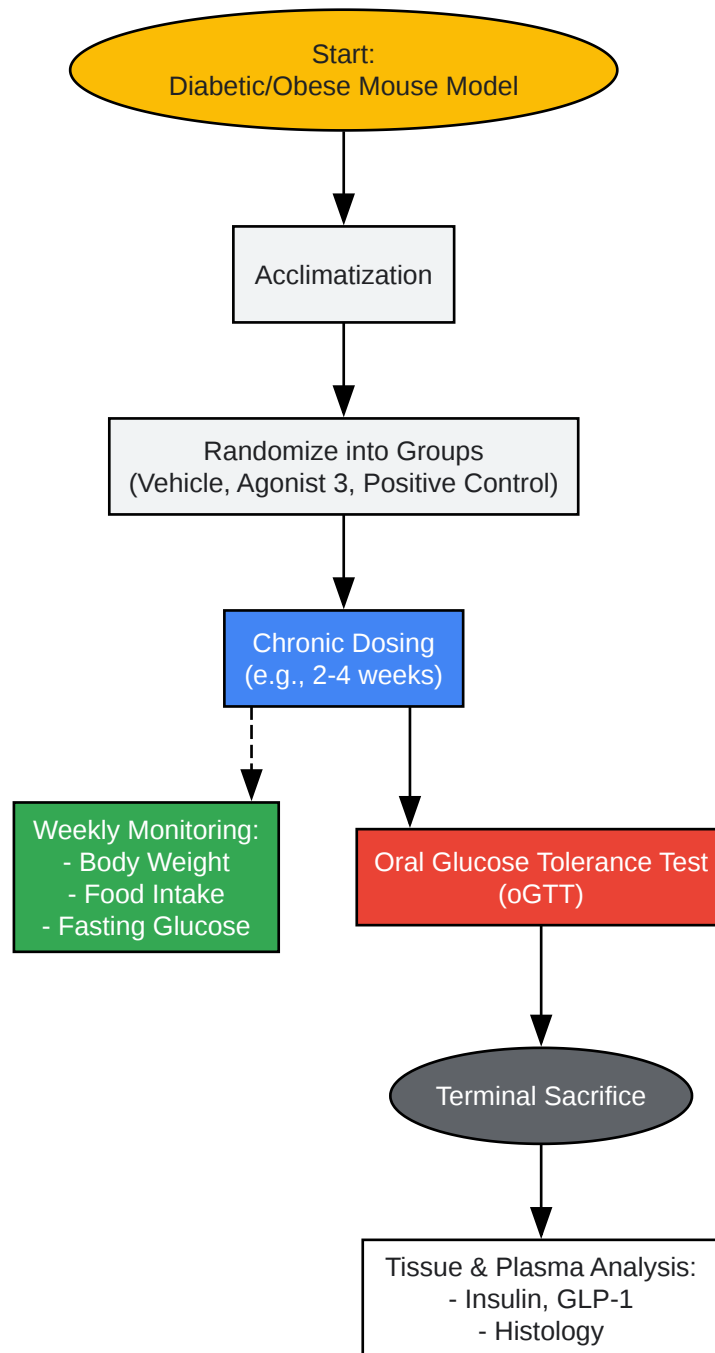 Start:
Diabetic/Obese Mouse Model
Acclimatization
Randomize into Groups
(Vehicle, Agonist 3, Positive Control)
Chronic Dosing
(e.g., 2-4 weeks)
Weekly Monitoring:
- Body Weight
- Food Intake
- Fasting Glucose
Oral Glucose Tolerance Test
(oGTT)
Terminal Sacrifice
Tissue & Plasma Analysis:
- Insulin, GLP-1
- Histology